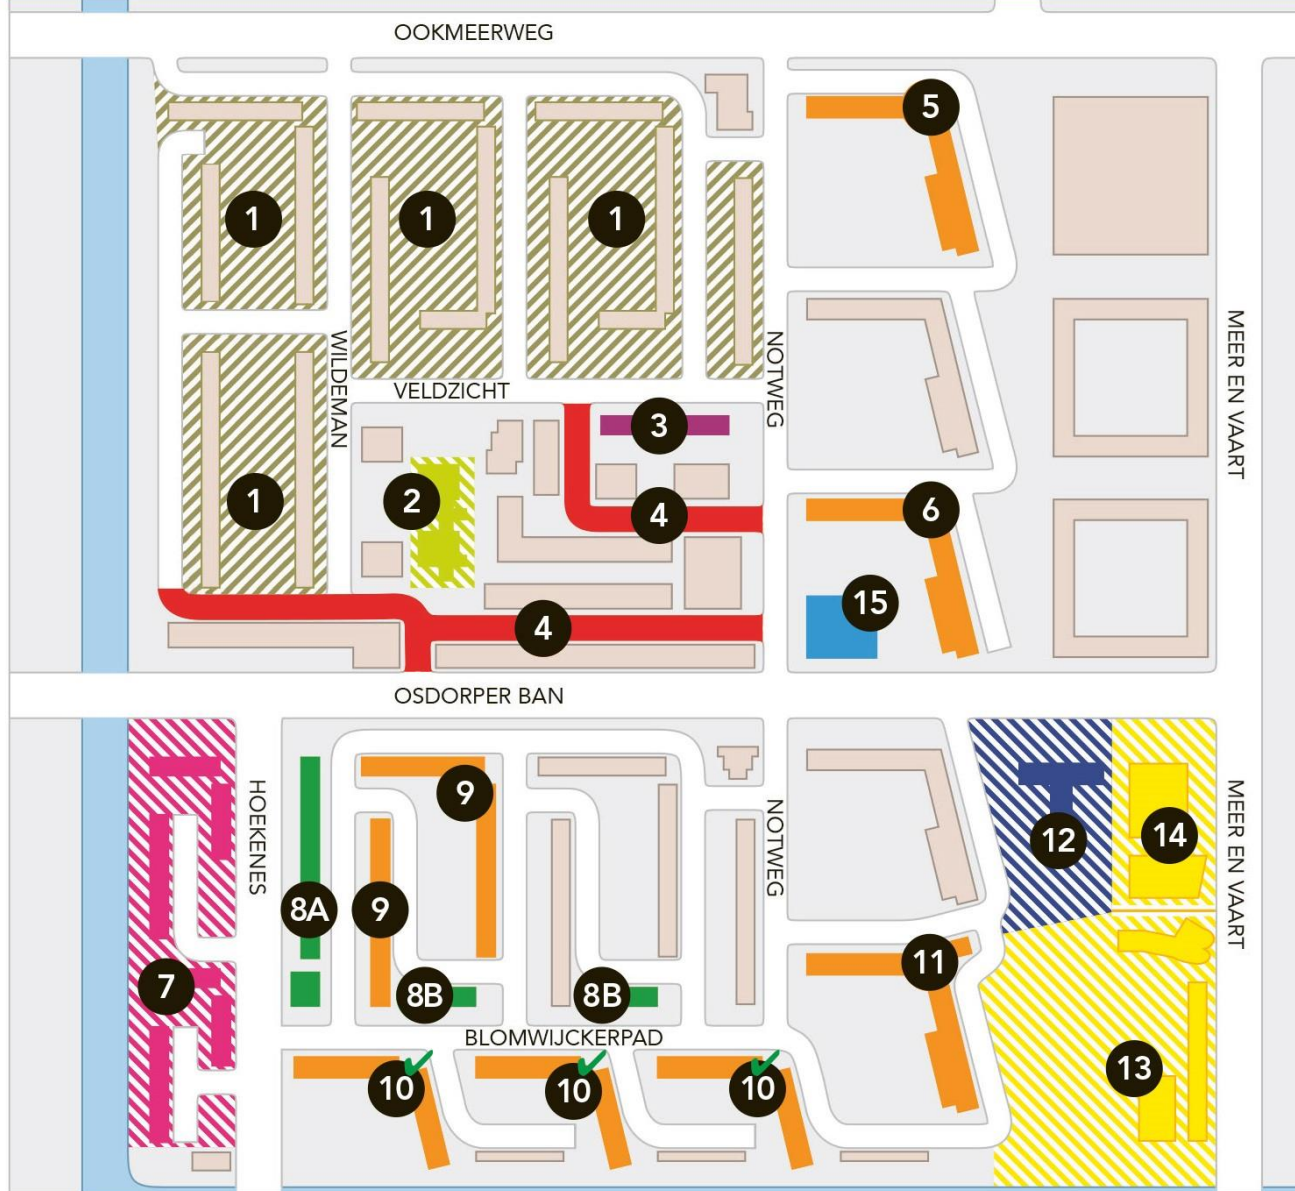 OOKMEERWEG
5
1
1
1
WILDEMAN
NOTWEG
MEER EN VAART
VELDZICHT
3
1
2
4
6
15
4
OSDORPER BAN
HOEKENES
9
NOTWEG
MEER EN VAART
12
14
8A
9
7
8B
8B
11
BLOMWIJCKERPAD
10
10
10
13